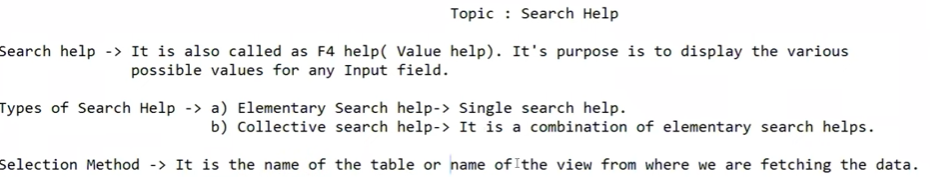 Topic : Search Help
Search help -> It is also called as F4 help( Value help). It's purpose is to display the various
possible values for any Input field.
Types of Search Help -> a) Elementary Search help-> Single search help.
b) Collective search help-> It is a combination of elementary search helps.
Selection Method -> It is the name of the table or name of the view from where we are fetching the data.